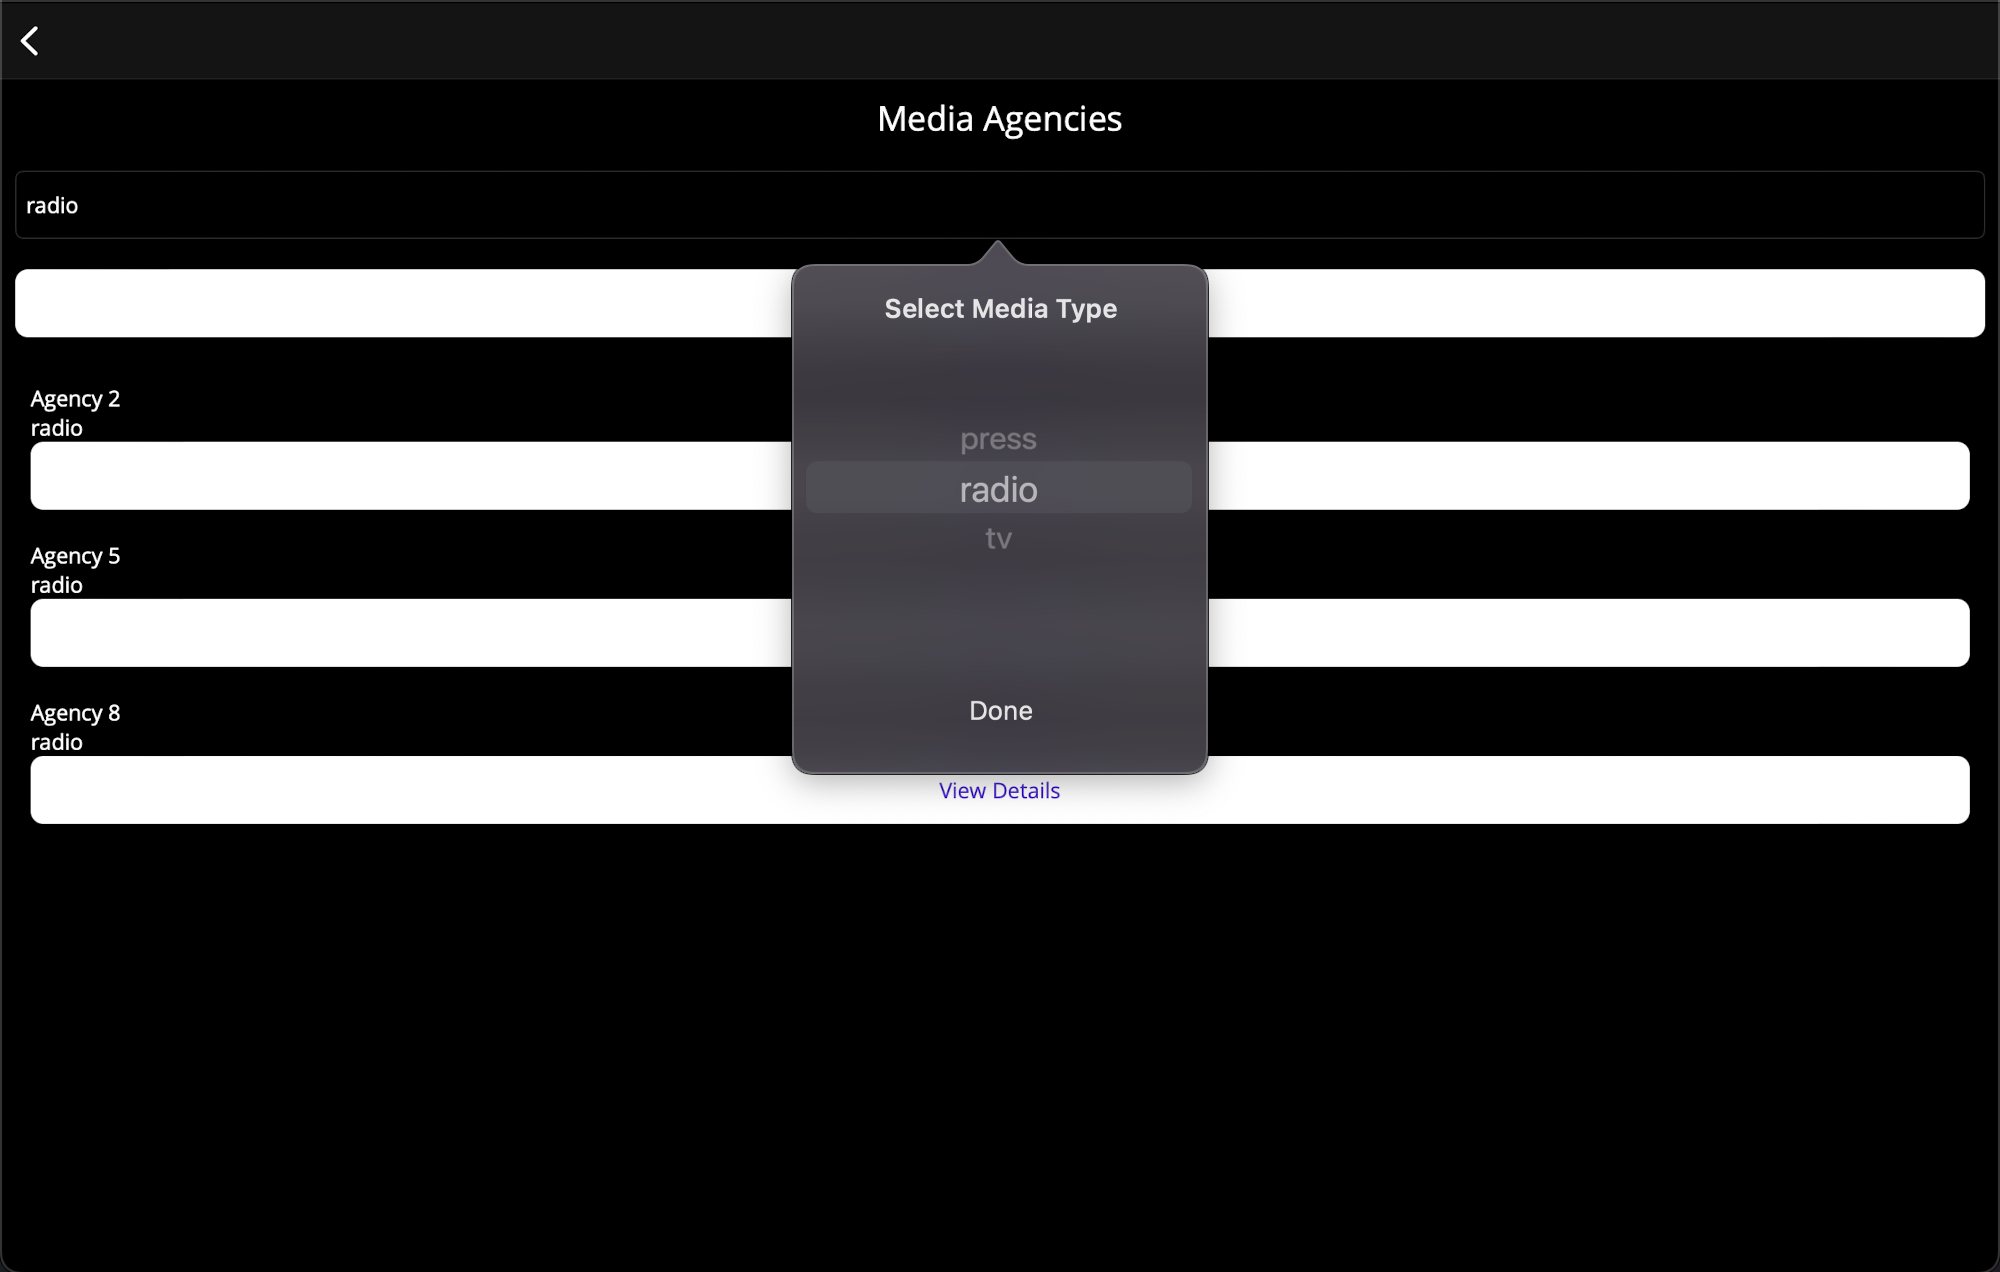 Media Agencies
radio
Select Media Type
press
radio
tv
Done
Agency 2
radio
Agency 5
radio
Agency 8
radio
View Details